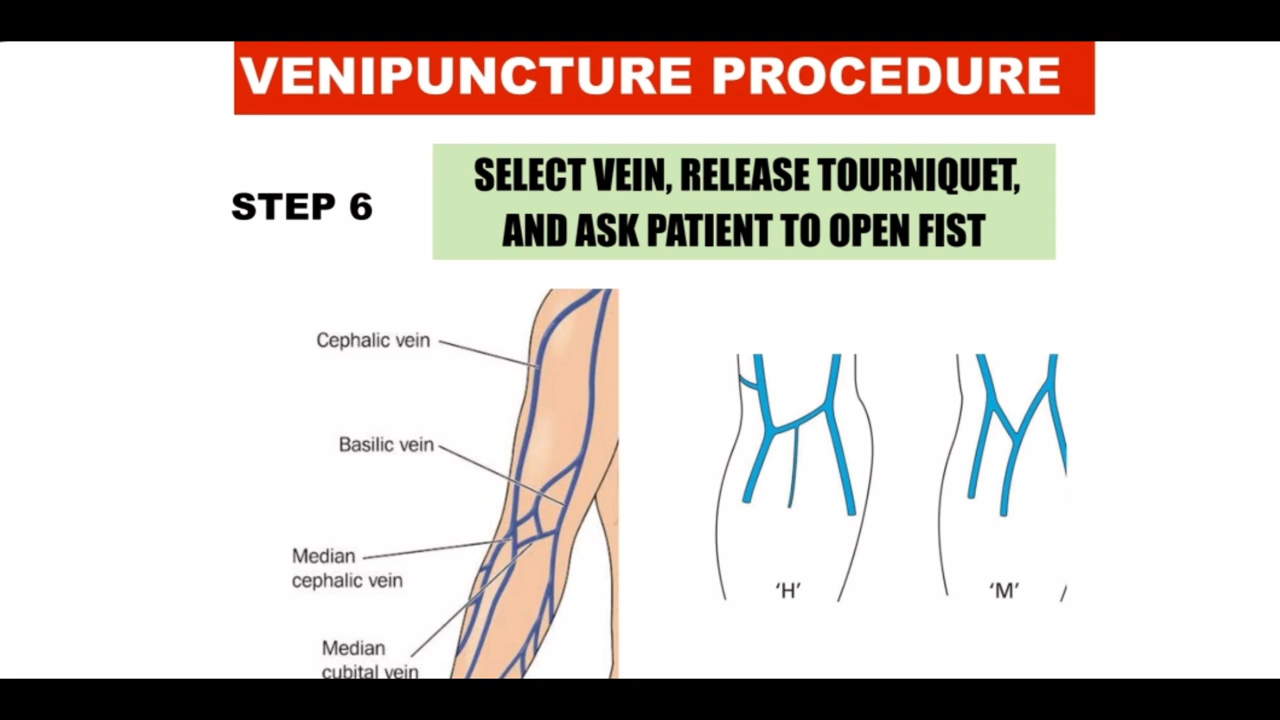 VENIPUNCTURE PROCEDURE
STEP 6
SELECT VEIN, RELEASE TOURNIQUET,
AND ASK PATIENT TO OPEN FIST
Cephalic vein
Basilic vein
Median
cephalic vein
Median
cubital vein
‘H’
‘M’